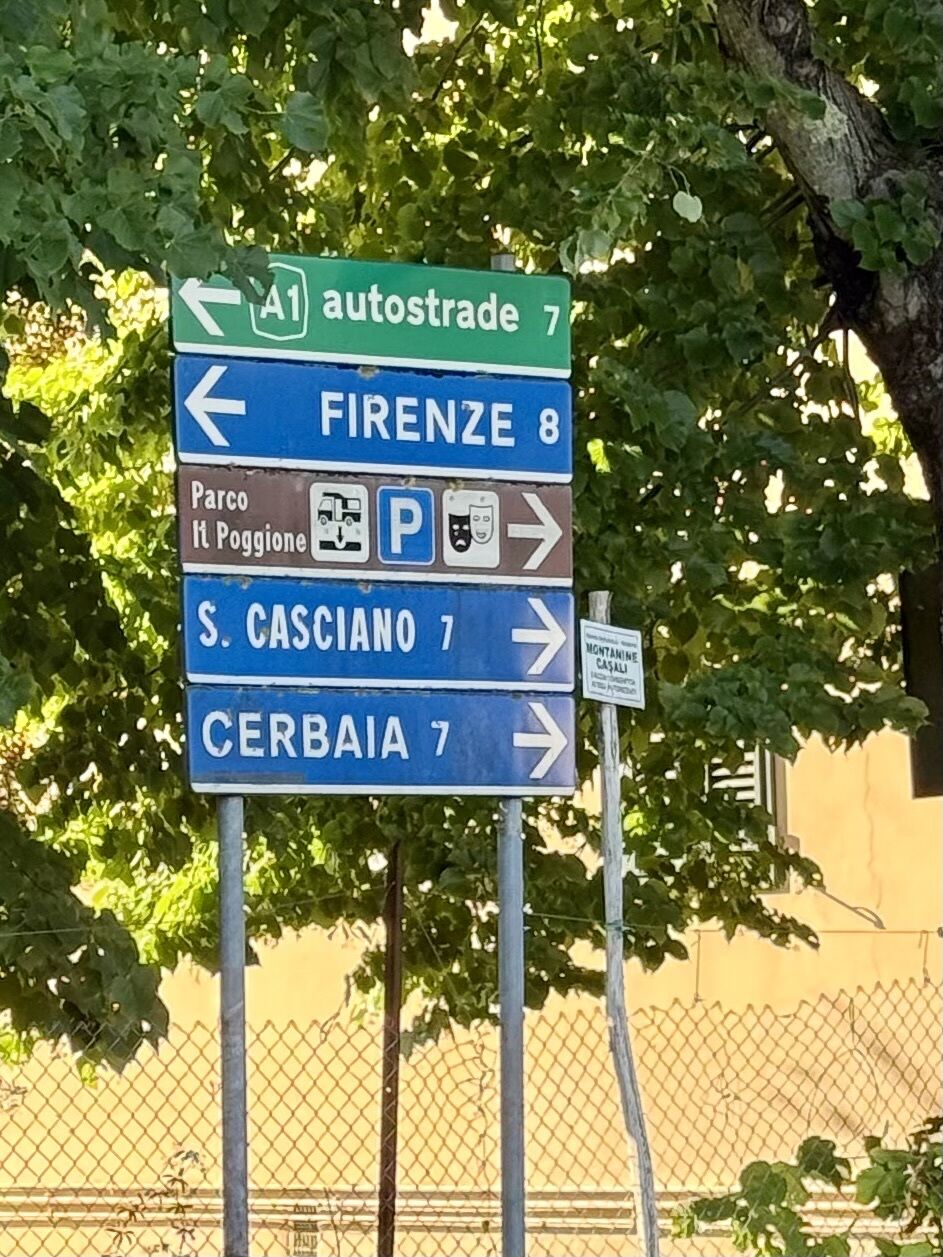 A1 autostrade 7
FIRENZE 8
Parco
Il Poggione
P
S. CASCIANO 7
CERBAIA 7
MONTANINE
CASALI